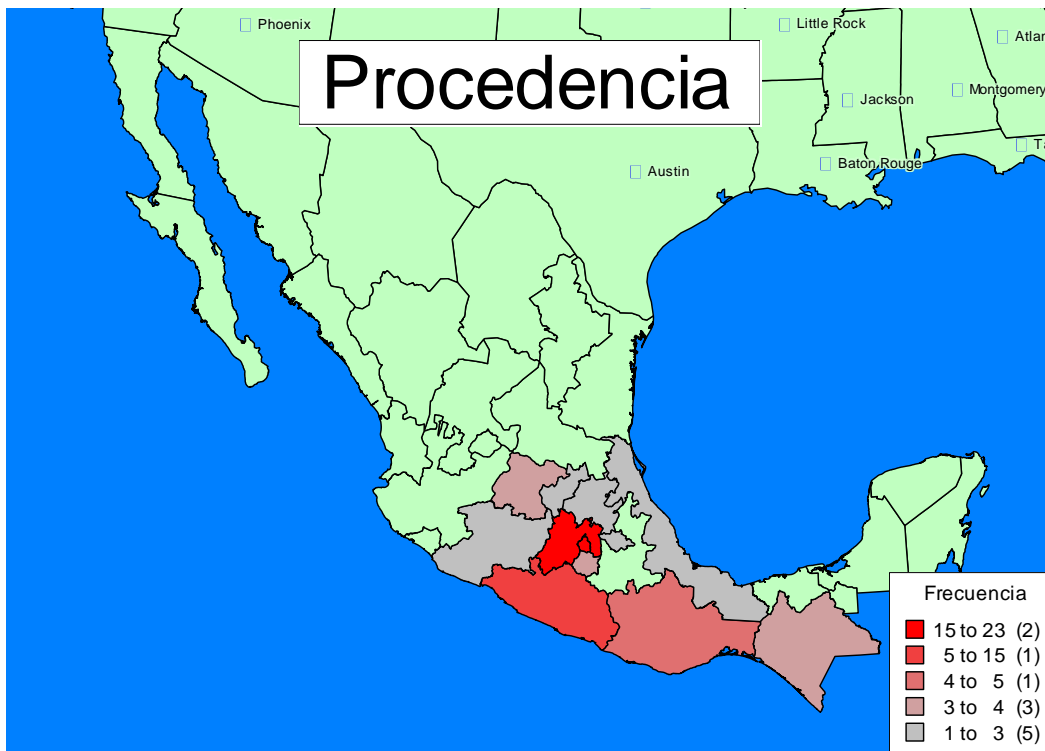 Phoenix
Little Rock
Atlan
Procedencia
Jackson
Montgomery
Ta
Austin
Baton Rouge
Frecuencia
15 to 23 (2)
5 to 15 (1)
4 to 5 (1)
3 to 4 (3)
1 to 3 (5)